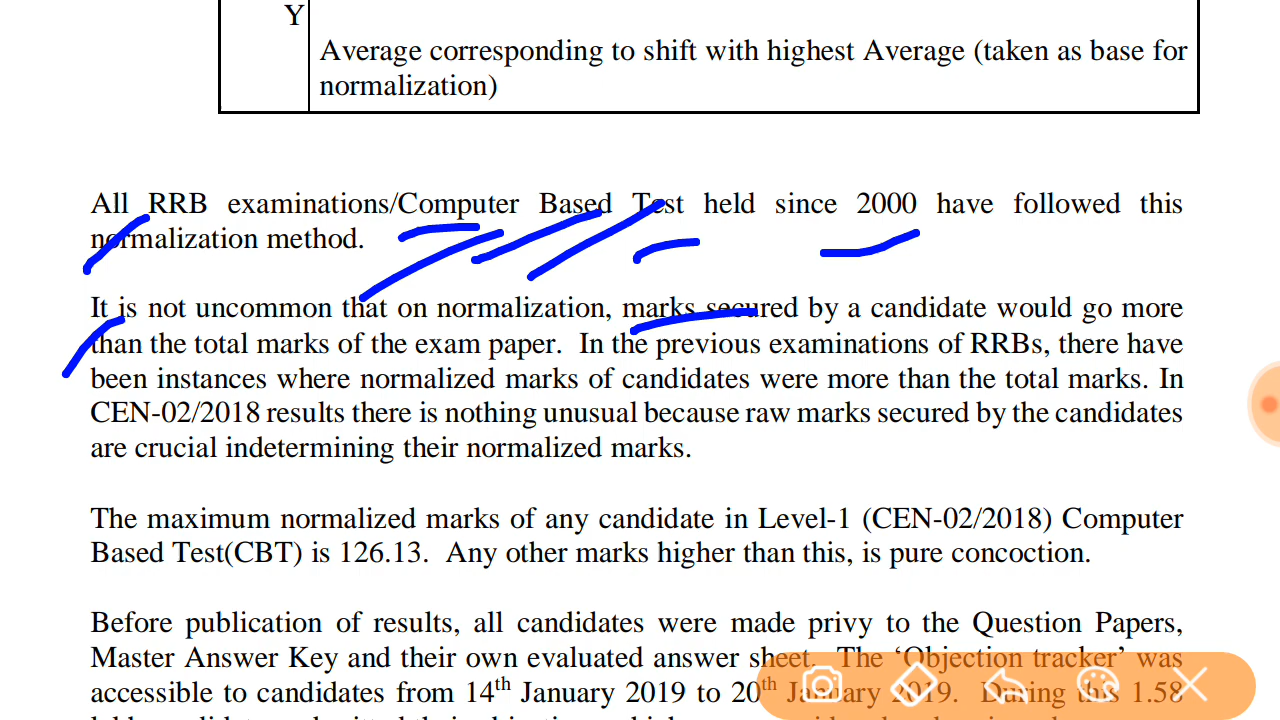 Y
Average corresponding to shift with highest Average (taken as base for
normalization)
All RRB examinations/Computer Based Test held since 2000 have followed this
normalization method.
It is not uncommon that on normalization, marks secured by a candidate would go more
than the total marks of the exam paper. In the previous examinations of RRBs, there have
been instances where normalized marks of candidates were more than the total marks. In
CEN-02/2018 results there is nothing unusual because raw marks secured by the candidates
are crucial indetermining their normalized marks.
The maximum normalized marks of any candidate in Level-1 (CEN-02/2018) Computer
Based Test(CBT) is 126.13. Any other marks higher than this, is pure concoction.
Before publication of results, all candidates were made privy to the Question Papers,
Master Answer Key and their own evaluated answer sheet. The ‘Objection tracker’ was
accessible to candidates from 14th January 2019 to 20th January 2019. During this 1.58